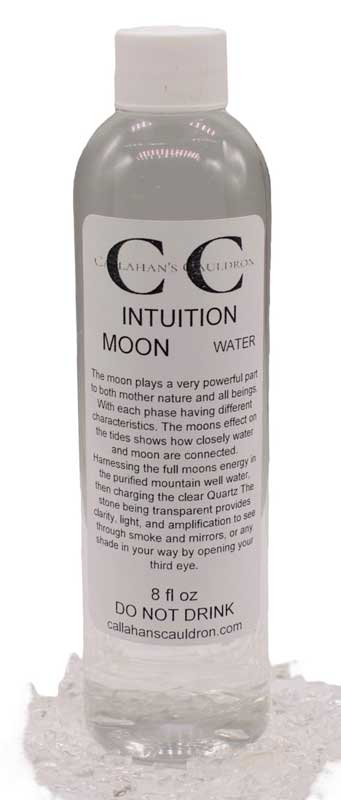 C C
CALLAHAN'S CAULDRON
INTUITION
MOON WATER
The moon plays a very powerful part
to both mother nature and all beings.
With each phase having different
characteristics. The moons effect on
the tides shows how closely water
and moon are connected.
Harnessing the full moons energy in
the purified mountain well water,
then charging the clear Quartz The
stone being transparent provides
clarity, light, and amplification to see
through smoke and mirrors, or any
shade in your way by opening your
third eye.
8 fl oz
DO NOT DRINK
callahanscauldron.com